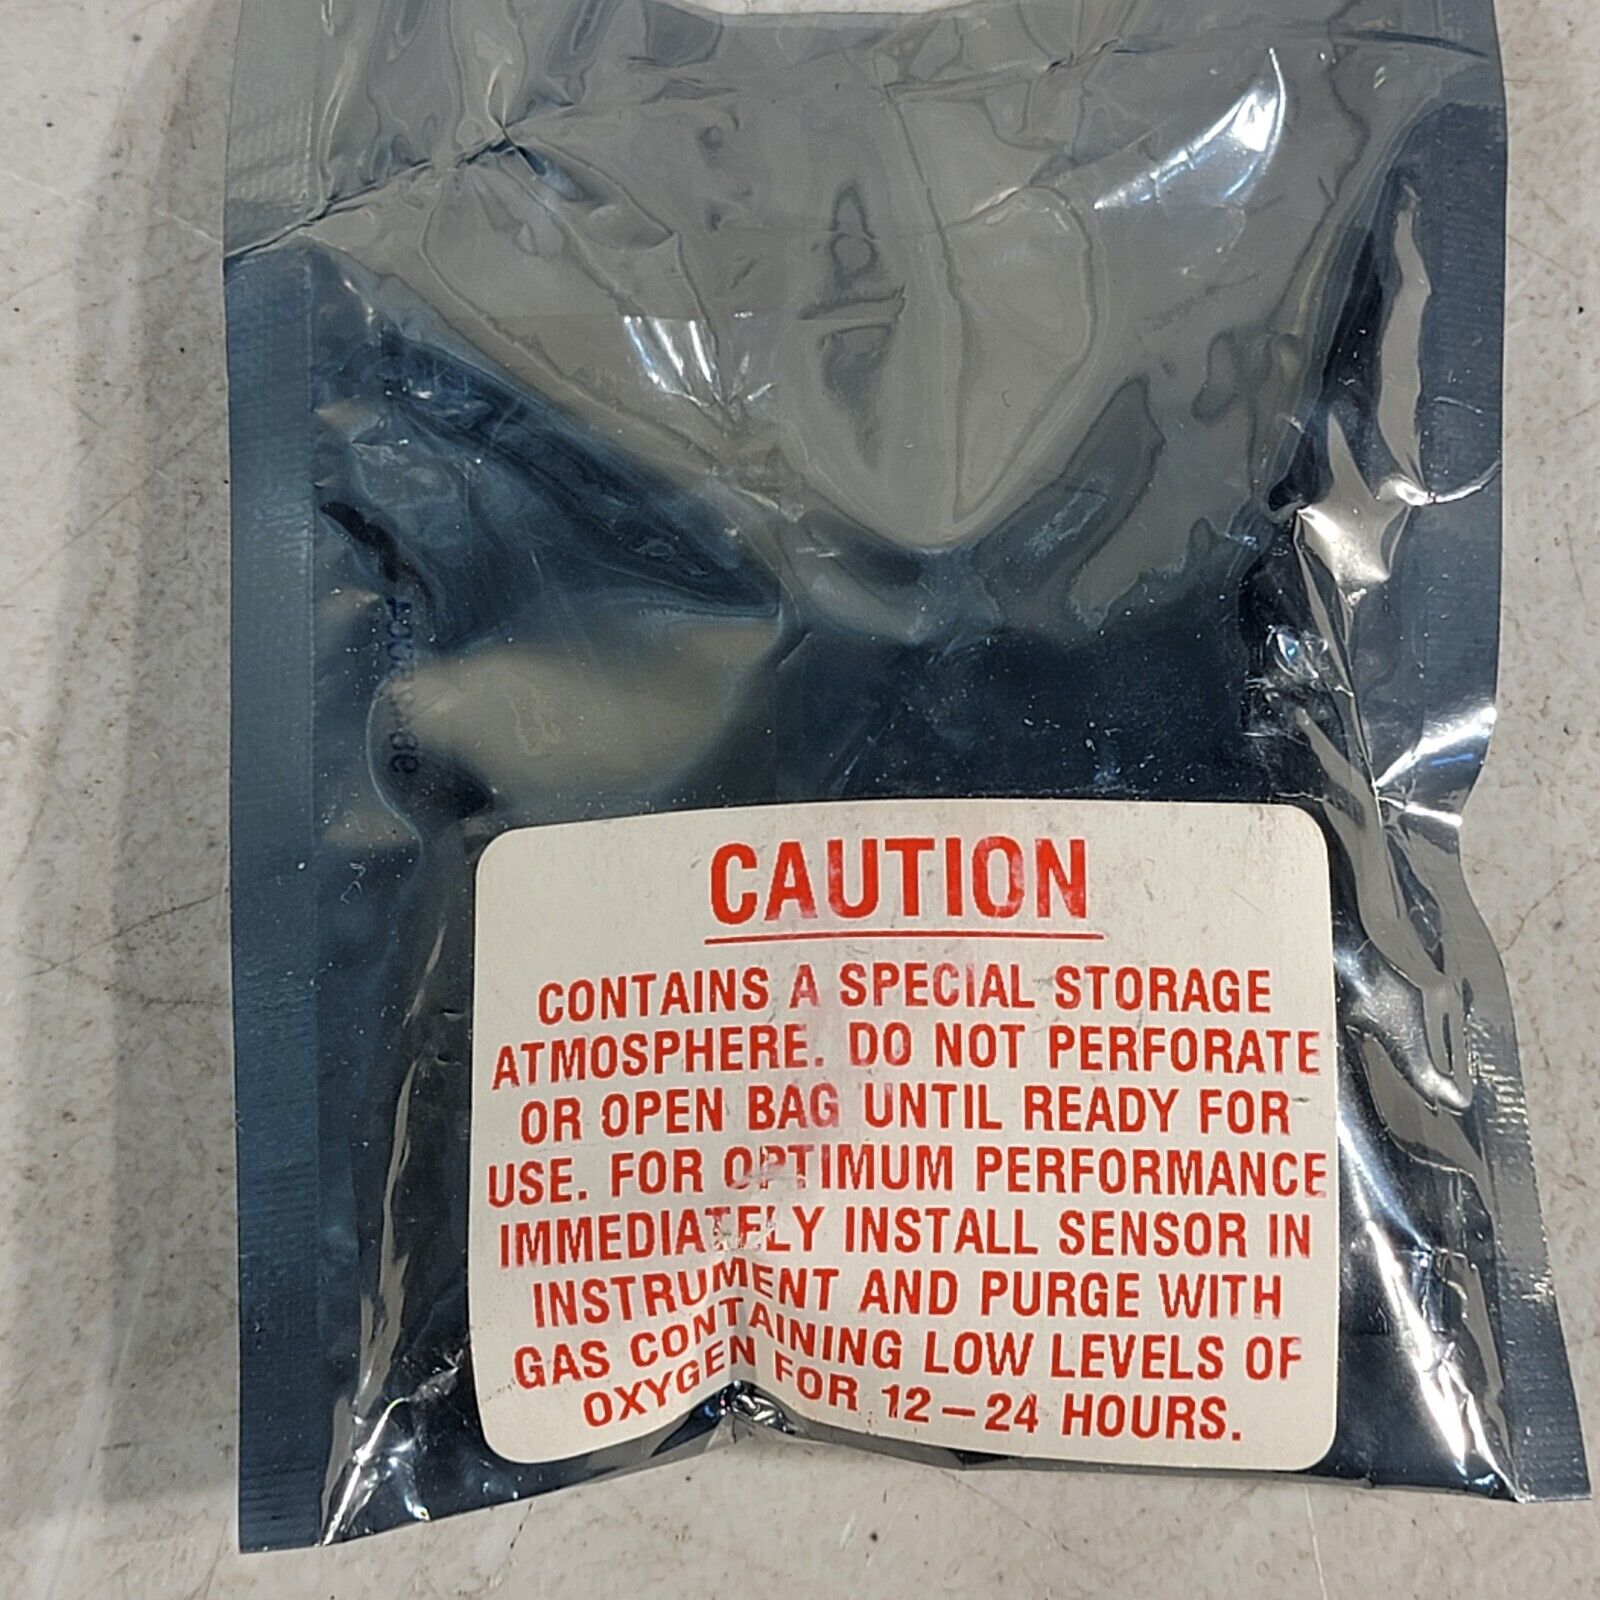 CAUTION
CONTAINS A SPECIAL STORAGE
ATMOSPHERE. DO NOT PERFORATE
OR OPEN BAG UNTIL READY FOR
USE. FOR OPTIMUM PERFORMANCE
IMMEDIATELY INSTALL SENSOR IN
INSTRUMENT AND PURGE WITH
GAS CONTAINING LOW LEVELS OF
OXYGEN FOR 12-24 HOURS.